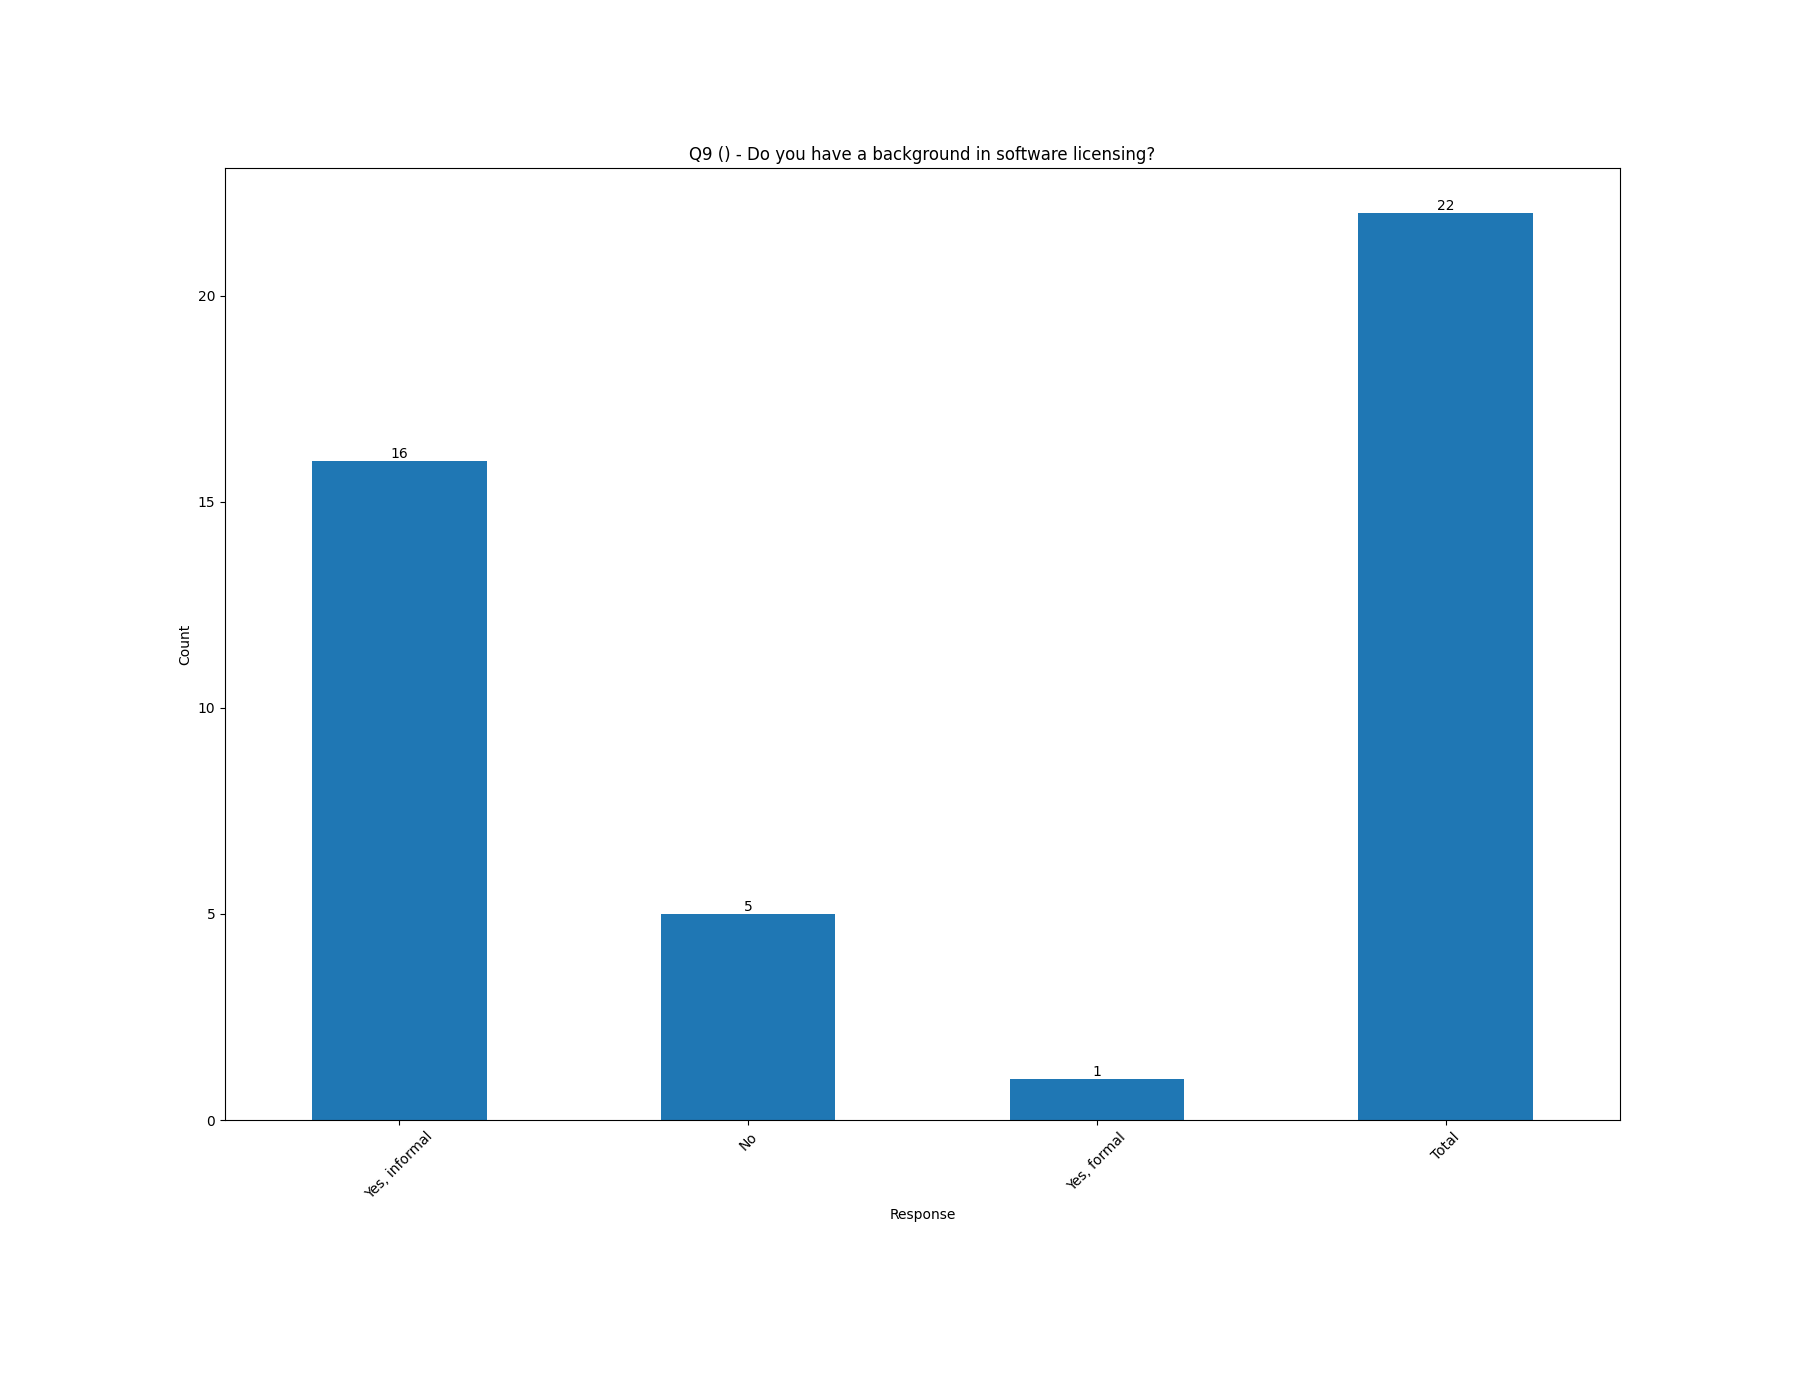 Q9 () - Do you have a background in software licensing?
22
20
16
15
Count
10
5
5
1
0
Yes, informal
No
Yes, formal
Total
Response